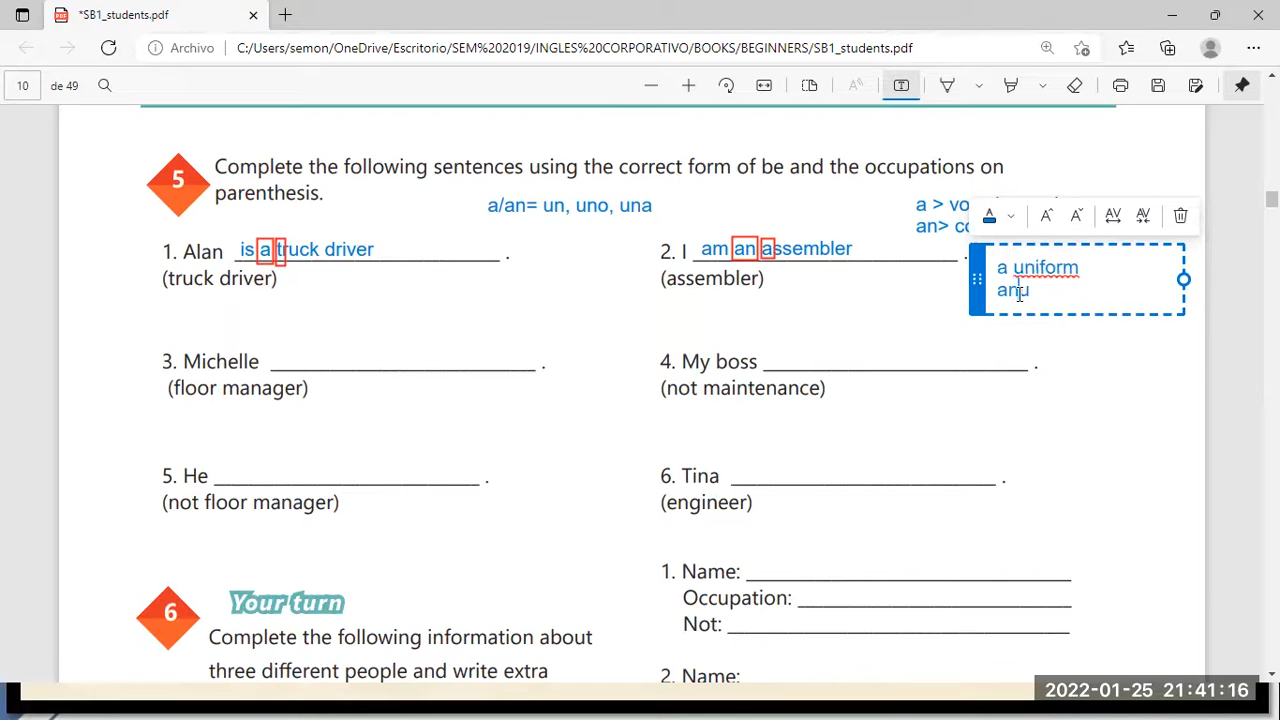 *SB1_students.pdf
Archivo C:/Users/semon/OneDrive/Escritorio/SEM%202019/INGLES%20CORPORATIVO/BOOKS/BEGINNERS/SB1_students.pdf
10 de 49
5 Complete the following sentences using the correct form of be and the occupations on
parenthesis.
a/an= un, uno, una
a >
an>
1. Alan is a truck driver .
(truck driver)
2. I am an assembler .
(assembler)
a uniform
anu
3. Michelle .
(floor manager)
4. My boss .
(not maintenance)
5. He .
(not floor manager)
6. Tina .
(engineer)
6 Your turn
Complete the following information about
three different people and write extra
1. Name:
Occupation:
Not:
2. Name:
2022-01-25 21:41:16